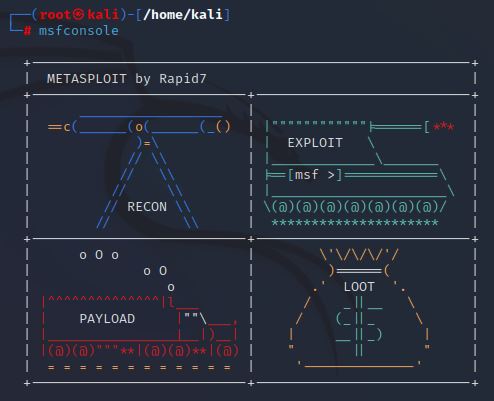 (root㉿kali)-[/home/kali]
# msfconsole
METASPLOIT by Rapid7
RECON
EXPLOIT
[msf >]
o O o
o O
o
PAYLOAD
LOOT